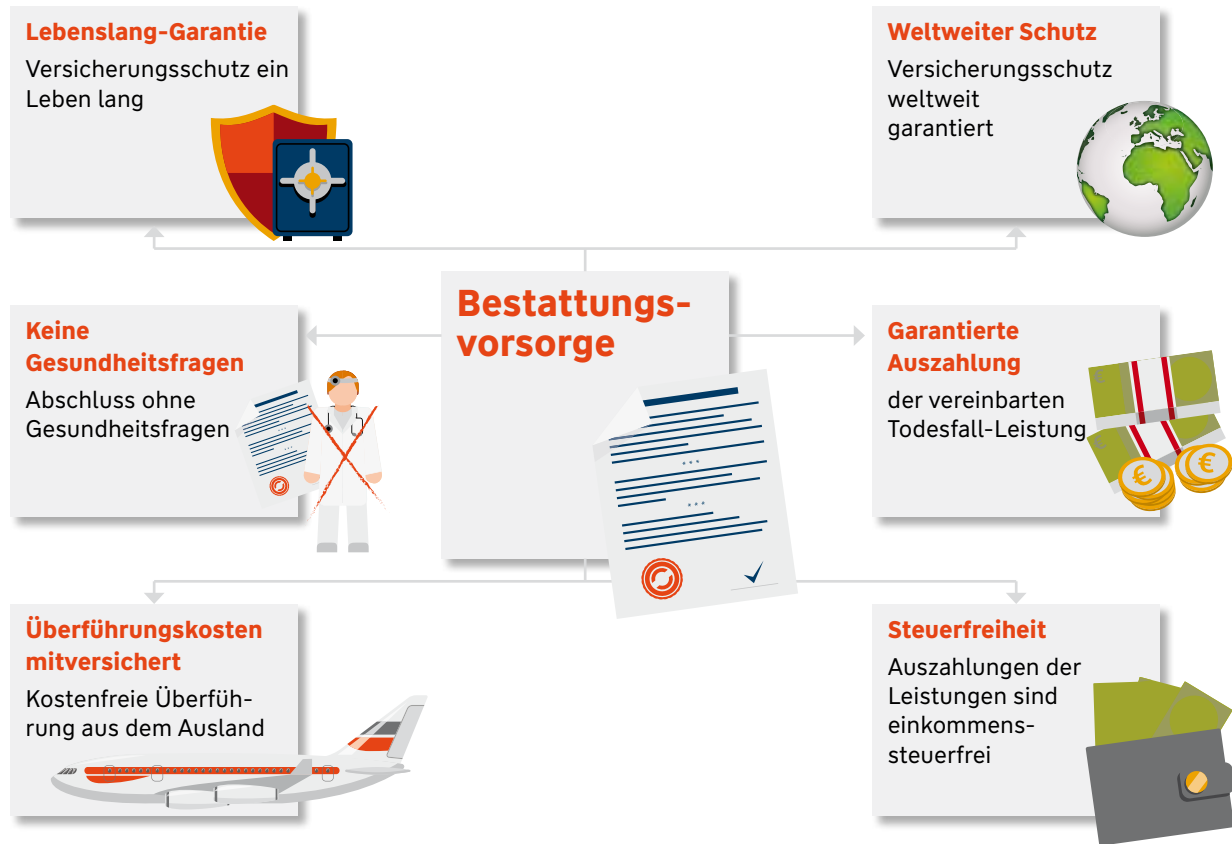 Lebenslang-Garantie
Versicherungsschutz ein
Leben lang
Weltweiter Schutz
Versicherungsschutz
weltweit
garantiert
Bestattungs-
vorsorge
Keine
Gesundheitsfragen
Abschluss ohne
Gesundheitsfragen
Garantierte
Auszahlung
der vereinbarten
Todesfall-Leistung
€
€
Überführungskosten
mitversichert
Kostenfreie Überfüh-
rung aus dem Ausland
Steuerfreiheit
Auszahlungen der
Leistungen sind
einkommens-
steuerfrei